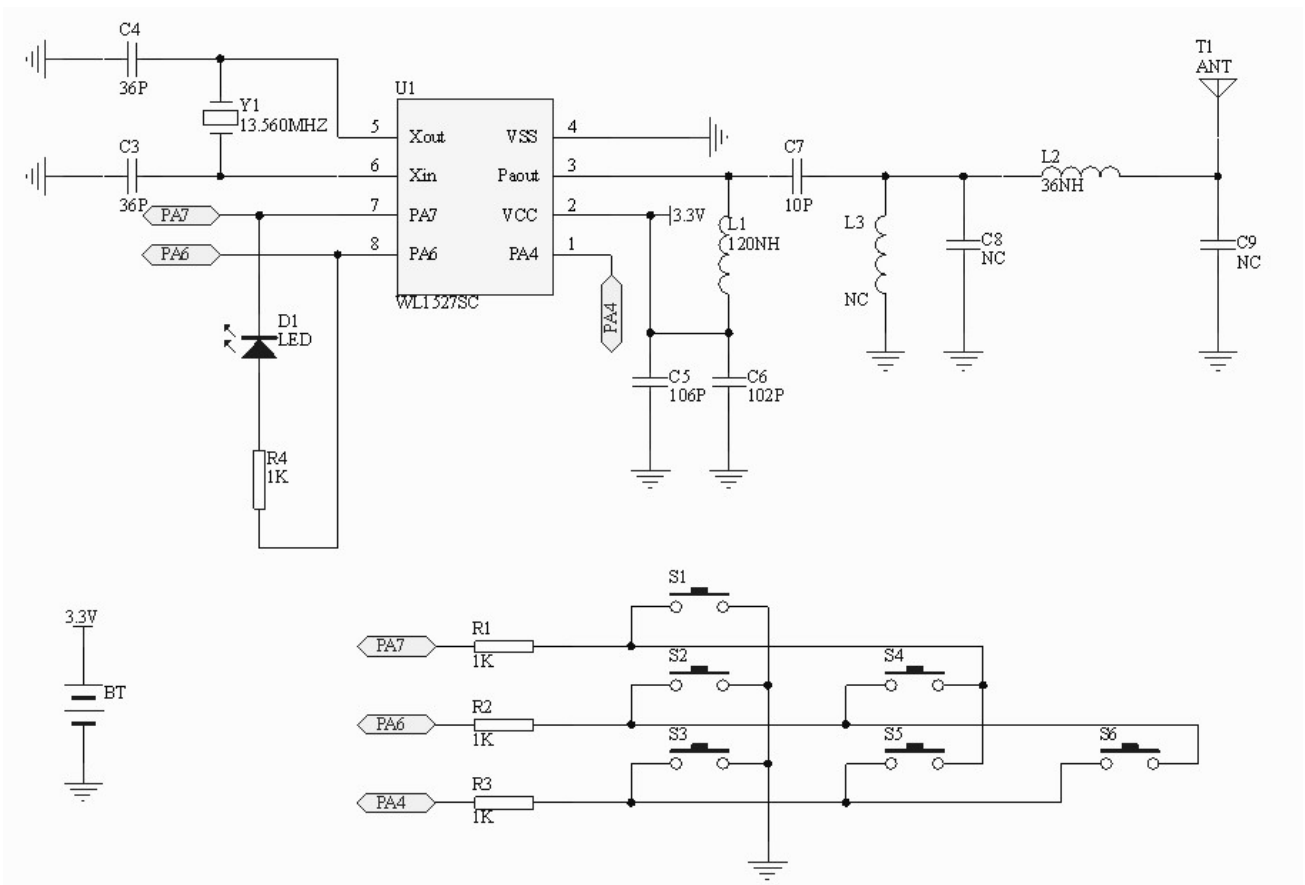 C4
36P
Y1
13.560MHZ
C3
36P
PA7
PA6
U1
5 Xout
6 Xin
7 PA7
8 PA6
VSS 4
Paout 3
VCC 2
PA4 1
WL1527SC
3.3V
PA4
L1
120NH
C7
10P
L3
NC
C8
NC
L2
36NH
T1
ANT
C9
NC
D1
LED
C5
106P
C6
102P
R4
1K
3.3V
BT
PA7
R1
1K
PA6
R2
1K
PA4
R3
1K
S1
S2
S4
S3
S5
S6